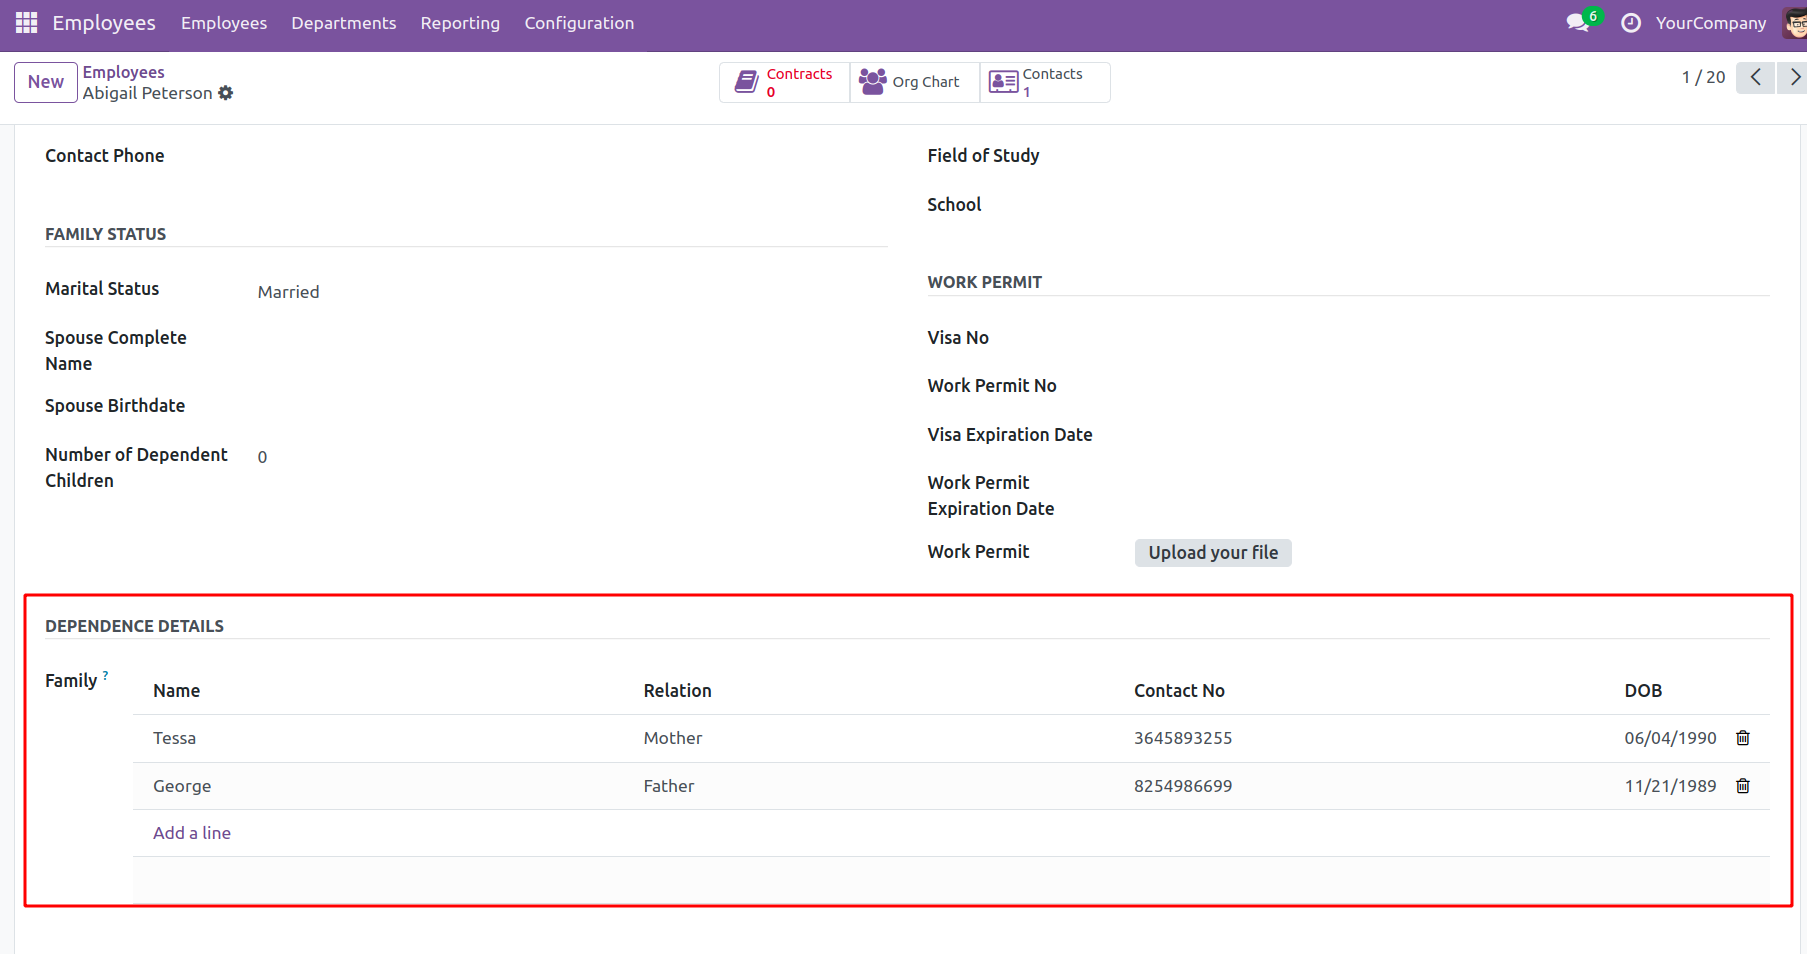 Employees Employees Departments Reporting Configuration 6 YourCompany
New Employees Contracts Org Chart Contacts 1 / 20
Abigail Peterson 0 1
Contact Phone Field of Study
School
FAMILY STATUS
WORK PERMIT
Marital Status Married
Spouse Complete Visa No
Name
Work Permit No
Spouse Birthdate
Visa Expiration Date
Number of Dependent 0
Children
Work Permit
Expiration Date
Work Permit Upload your file
DEPENDENCE DETAILS
Family ?
Name Relation Contact No DOB
Tessa Mother 3645893255 06/04/1990
George Father 8254986699 11/21/1989
Add a line